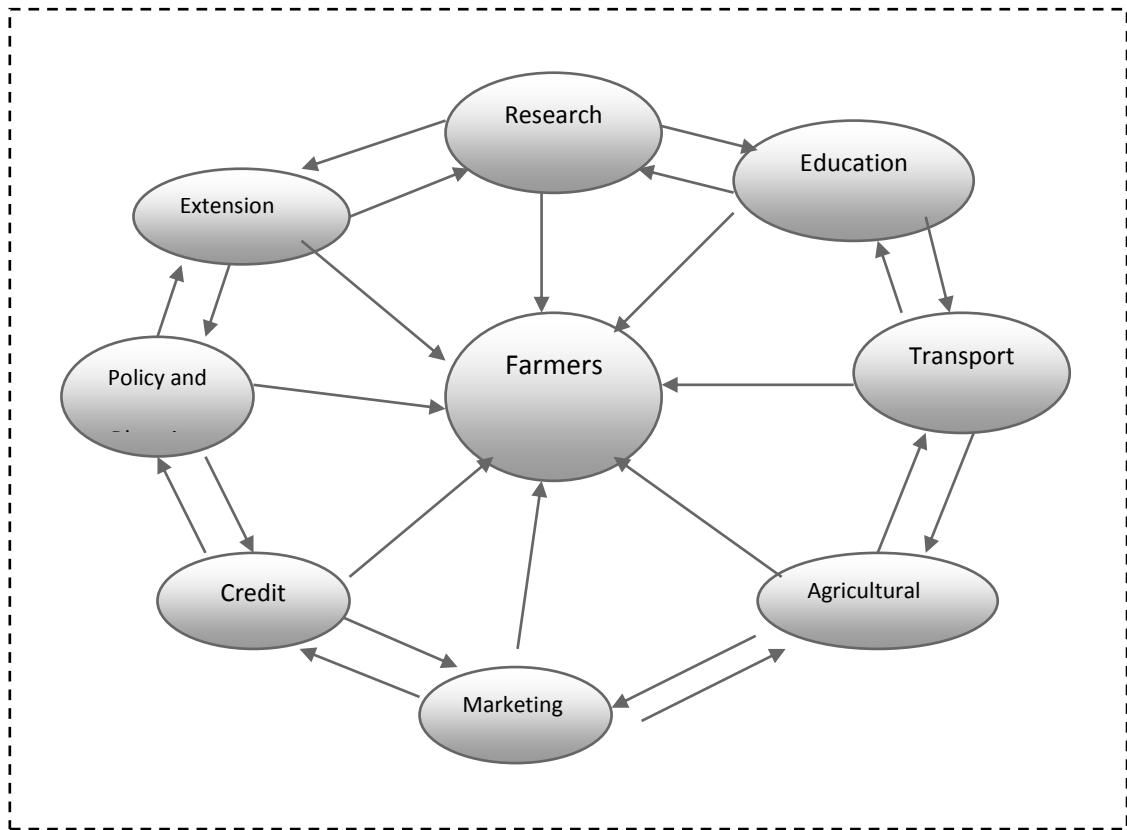 Research
Education
Extension
Transport
Farmers
Policy and
Agricultural
Credit
Marketing